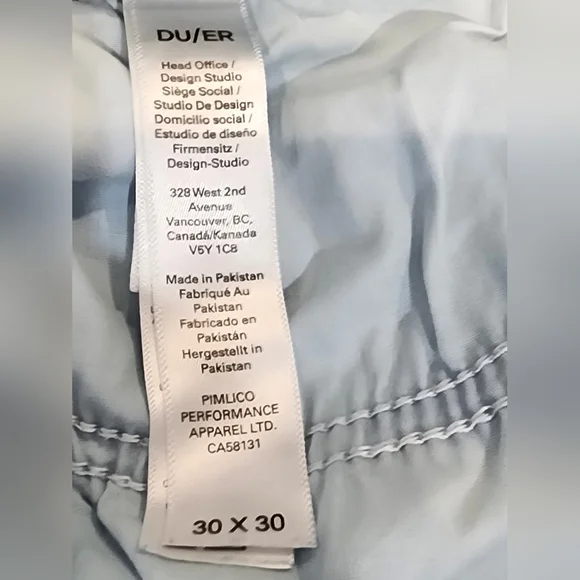 DU/ER
Head Office /
Design Studio
Siège Social /
Studio De Design
Domicilio social /
Estudio de diseño
Firmensitz /
Design-Studio
328 West 2nd
Avenue
Vancouver, BC,
Canadá/Kanada
V5Y 1C8
Made in Pakistan
Fabriqué Au
Pakistan
Fabricado en
Pakistán
Hergestellt in
Pakistan
PIMLICO
PERFORMANCE
APPAREL LTD.
CA58131
30 X 30